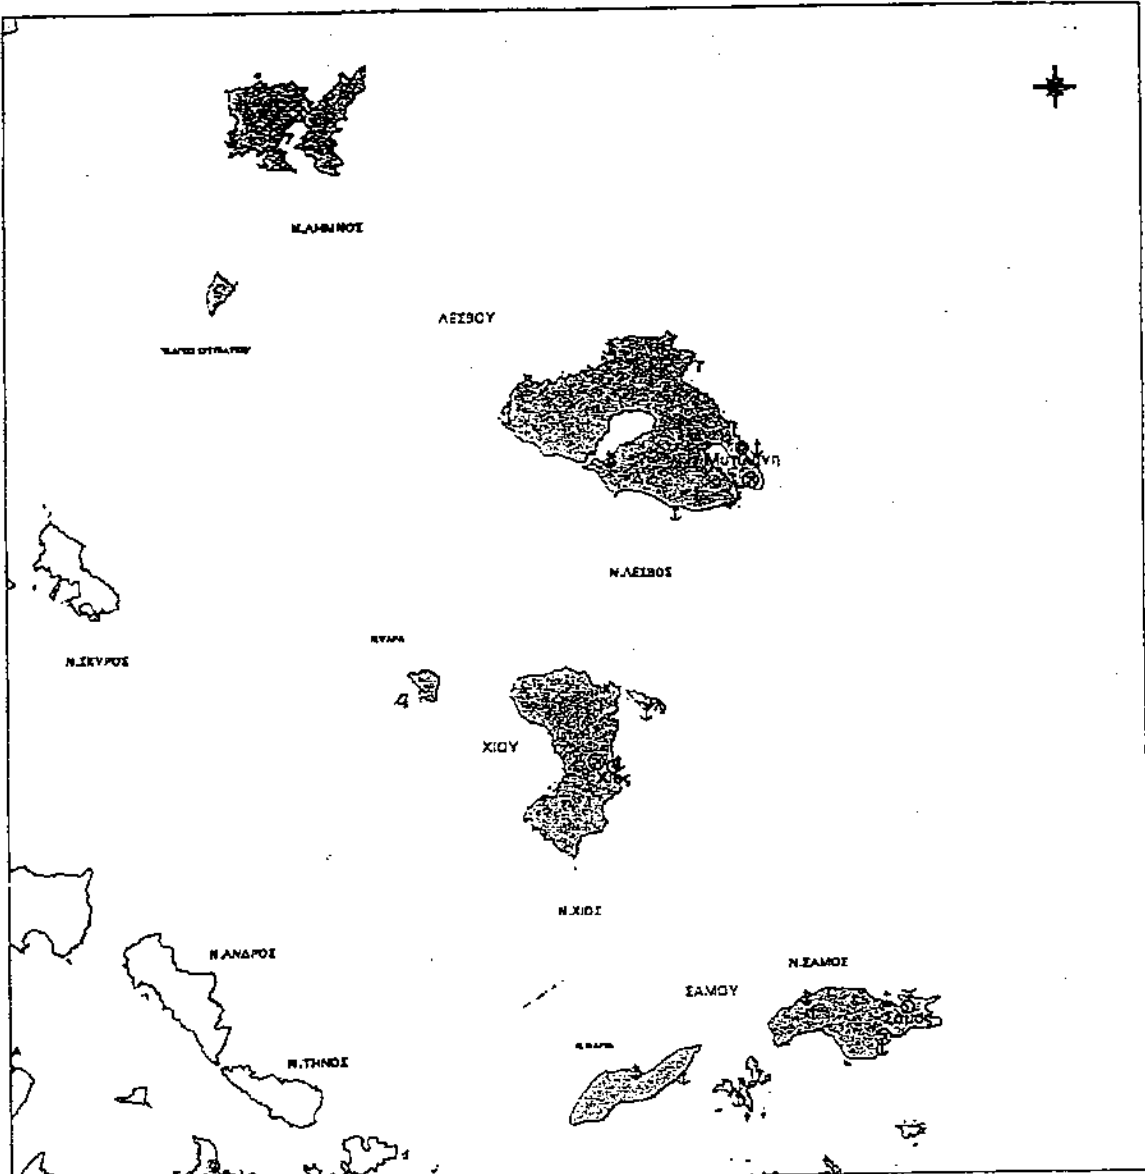 Ν.ΛΗΜΝΟΣ
ΛΕΣΒΟΥ
Μυτιλήνη
Ν.ΛΕΣΒΟΣ
Ν.ΣΚΥΡΟΣ
ΧΙΟΥ
Χίος
Ν.ΧΙΟΣ
Ν.ΑΝΔΡΟΣ
Ν.ΣΑΜΟΣ
ΣΑΜΟΥ
Σάμος
Ν.ΤΗΝΟΣ